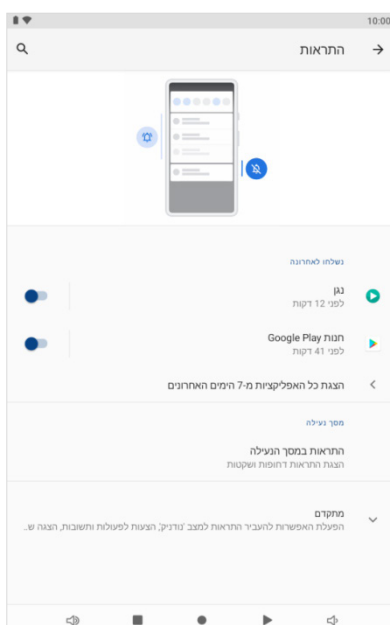 10:00
התראות
נשלחו לאחרונה
נגן
לפני 12 דקות
חנות Google Play
לפני 41 דקות
הצגת כל האפליקציות מ-7 הימים האחרונים
מסך נעילה
התראות במסך הנעילה
הצגת התראות דחופות ושקטות
מתקדם
הפעלת האפשרות להעביר התראות למצב 'נודניק', הצעות לפעולות ותשובות, הצגה ש..